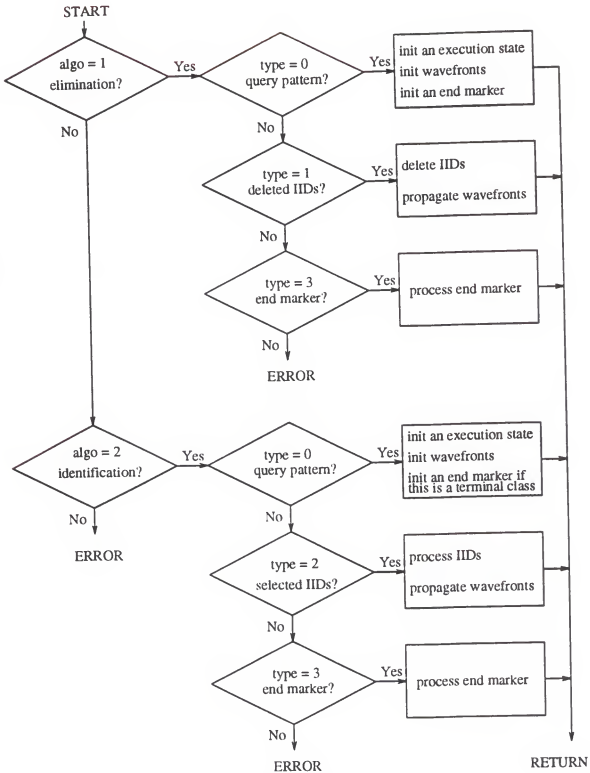 START
algo = 1
elimination?
Yes
type = 0
query pattern?
Yes
init an execution state
init wavefronts
init an end marker
No
No
type = 1
deleted IIDs?
Yes
delete IIDs
propagate wavefronts
No
type = 3
end marker?
Yes
process end marker
No
ERROR
algo = 2
identification?
Yes
type = 0
query pattern?
Yes
init an execution state
init wavefronts
init an end marker if
this is a terminal class
No
ERROR
No
type = 2
selected IIDs?
Yes
process IIDs
propagate wavefronts
No
type = 3
end marker?
Yes
process end marker
No
ERROR
RETURN